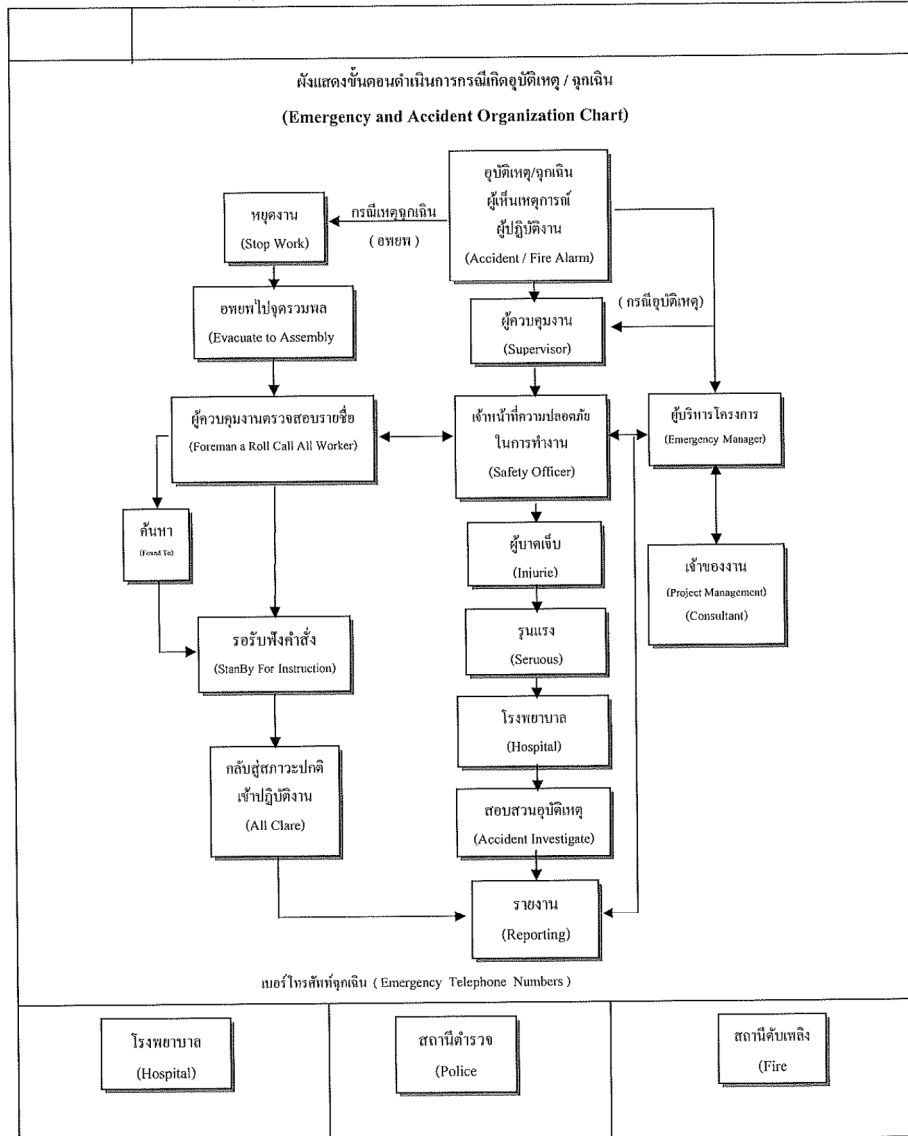 ผังแสดงขั้นตอนดำเนินการกรณีเกิดอุบัติเหตุ / ฉุกเฉิน
(Emergency and Accident Organization Chart)
อุบัติเหตุ/ฉุกเฉิน
ผู้เห็นเหตุการณ์
ผู้ปฏิบัติงาน
(Accident / Fire Alarm)
กรณีเหตุฉุกเฉิน
( อพยพ )
หยุดงาน
(Stop Work)
อพยพไปจุดรวมพล
(Evacuate to Assembly
ผู้ควบคุมงาน
(Supervisor)
( กรณีอุบัติเหตุ)
ผู้ควบคุมงานตรวจสอบรายชื่อ
(Foreman a Roll Call All Worker)
เจ้าหน้าที่ความปลอดภัย
ในการทำงาน
(Safety Officer)
ผู้บริหารโครงการ
(Emergency Manager)
ค้นหา
(Found To)
ผู้บาดเจ็บ
(Injurie)
เจ้าของงาน
(Project Management)
(Consultant)
รอรับฟังคำสั่ง
(StanBy For Instruction)
รุนแรง
(Seruous)
โรงพยาบาล
(Hospital)
กลับสู่สภาวะปกติ
เข้าปฏิบัติงาน
(All Clare)
สอบสวนอุบัติเหตุ
(Accident Investigate)
รายงาน
(Reporting)
เบอร์โทรศัพท์ฉุกเฉิน ( Emergency Telephone Numbers )
โรงพยาบาล
(Hospital)
สถานีตำรวจ
(Police
สถานีดับเพลิง
(Fire